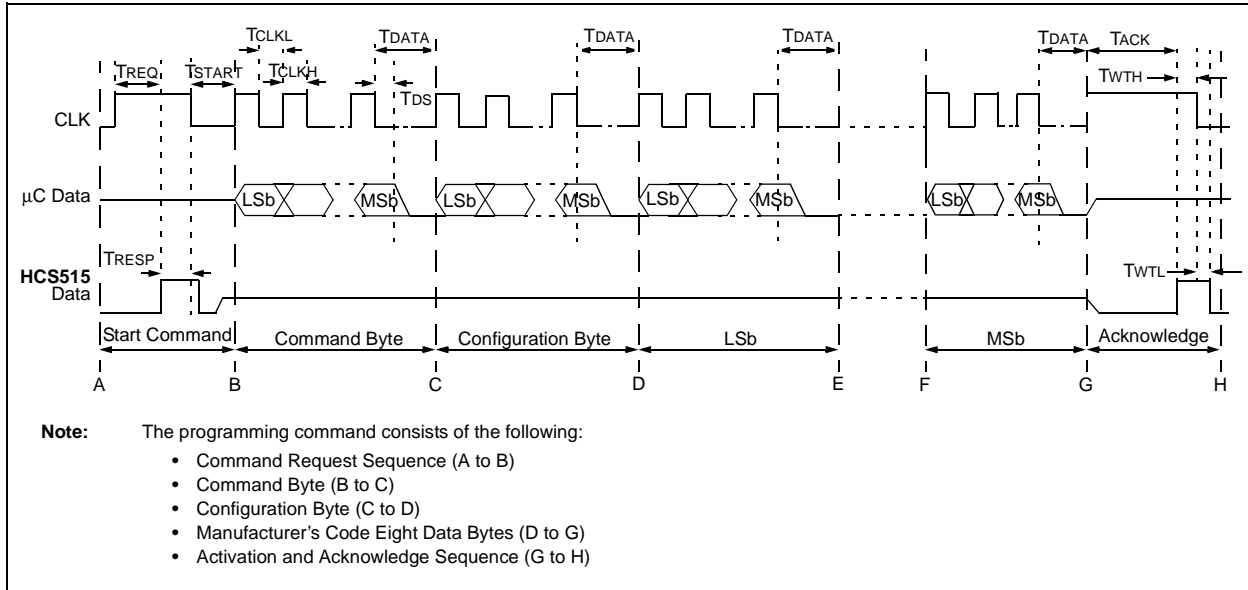 TCLKL
TDATA
TDATA
TDATA
TDATA
TACK
TREQ
TSTART
TCLKH
TWTH
TDS
CLK
µC Data
LSb
MSb
LSb
MSb
LSb
MSb
LSb
MSb
TRESP
TWTL
HCS515
Data
Start Command
Command Byte
Configuration Byte
LSb
MSb
Acknowledge
A
B
C
D
E
F
G
H
Note: The programming command consists of the following:
• Command Request Sequence (A to B)
• Command Byte (B to C)
• Configuration Byte (C to D)
• Manufacturer's Code Eight Data Bytes (D to G)
• Activation and Acknowledge Sequence (G to H)